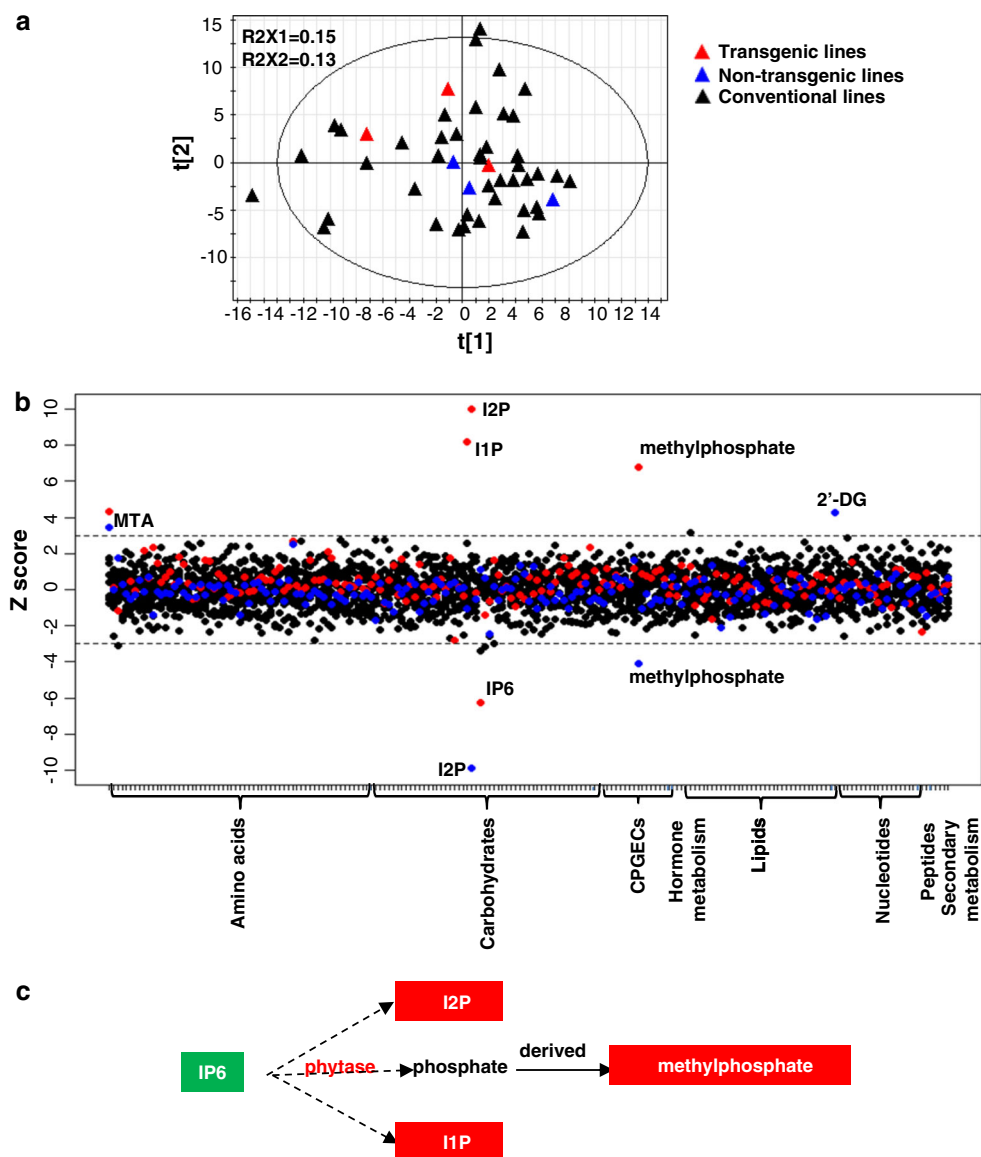 a
R2X1=0.15
R2X2=0.13
15
10
5
0
-5
-10
t[2]
-16 -14 -12 -10 -8 -6 -4 -2 0 2 4 6 8 10 12 14
t[1]
Transgenic lines
Non-transgenic lines
Conventional lines
b
Z score
10
8
6
4
2
0
-2
-4
-6
-8
-10
I2P
I1P
methylphosphate
MTA
2'-DG
methylphosphate
IP6
I2P
Amino acids
Carbohydrates
CPGECs
Hormone
metabolism
Lipids
Nucleotides
Peptides
Secondary
metabolism
c
I2P
IP6
phytase
phosphate
derived
methylphosphate
I1P